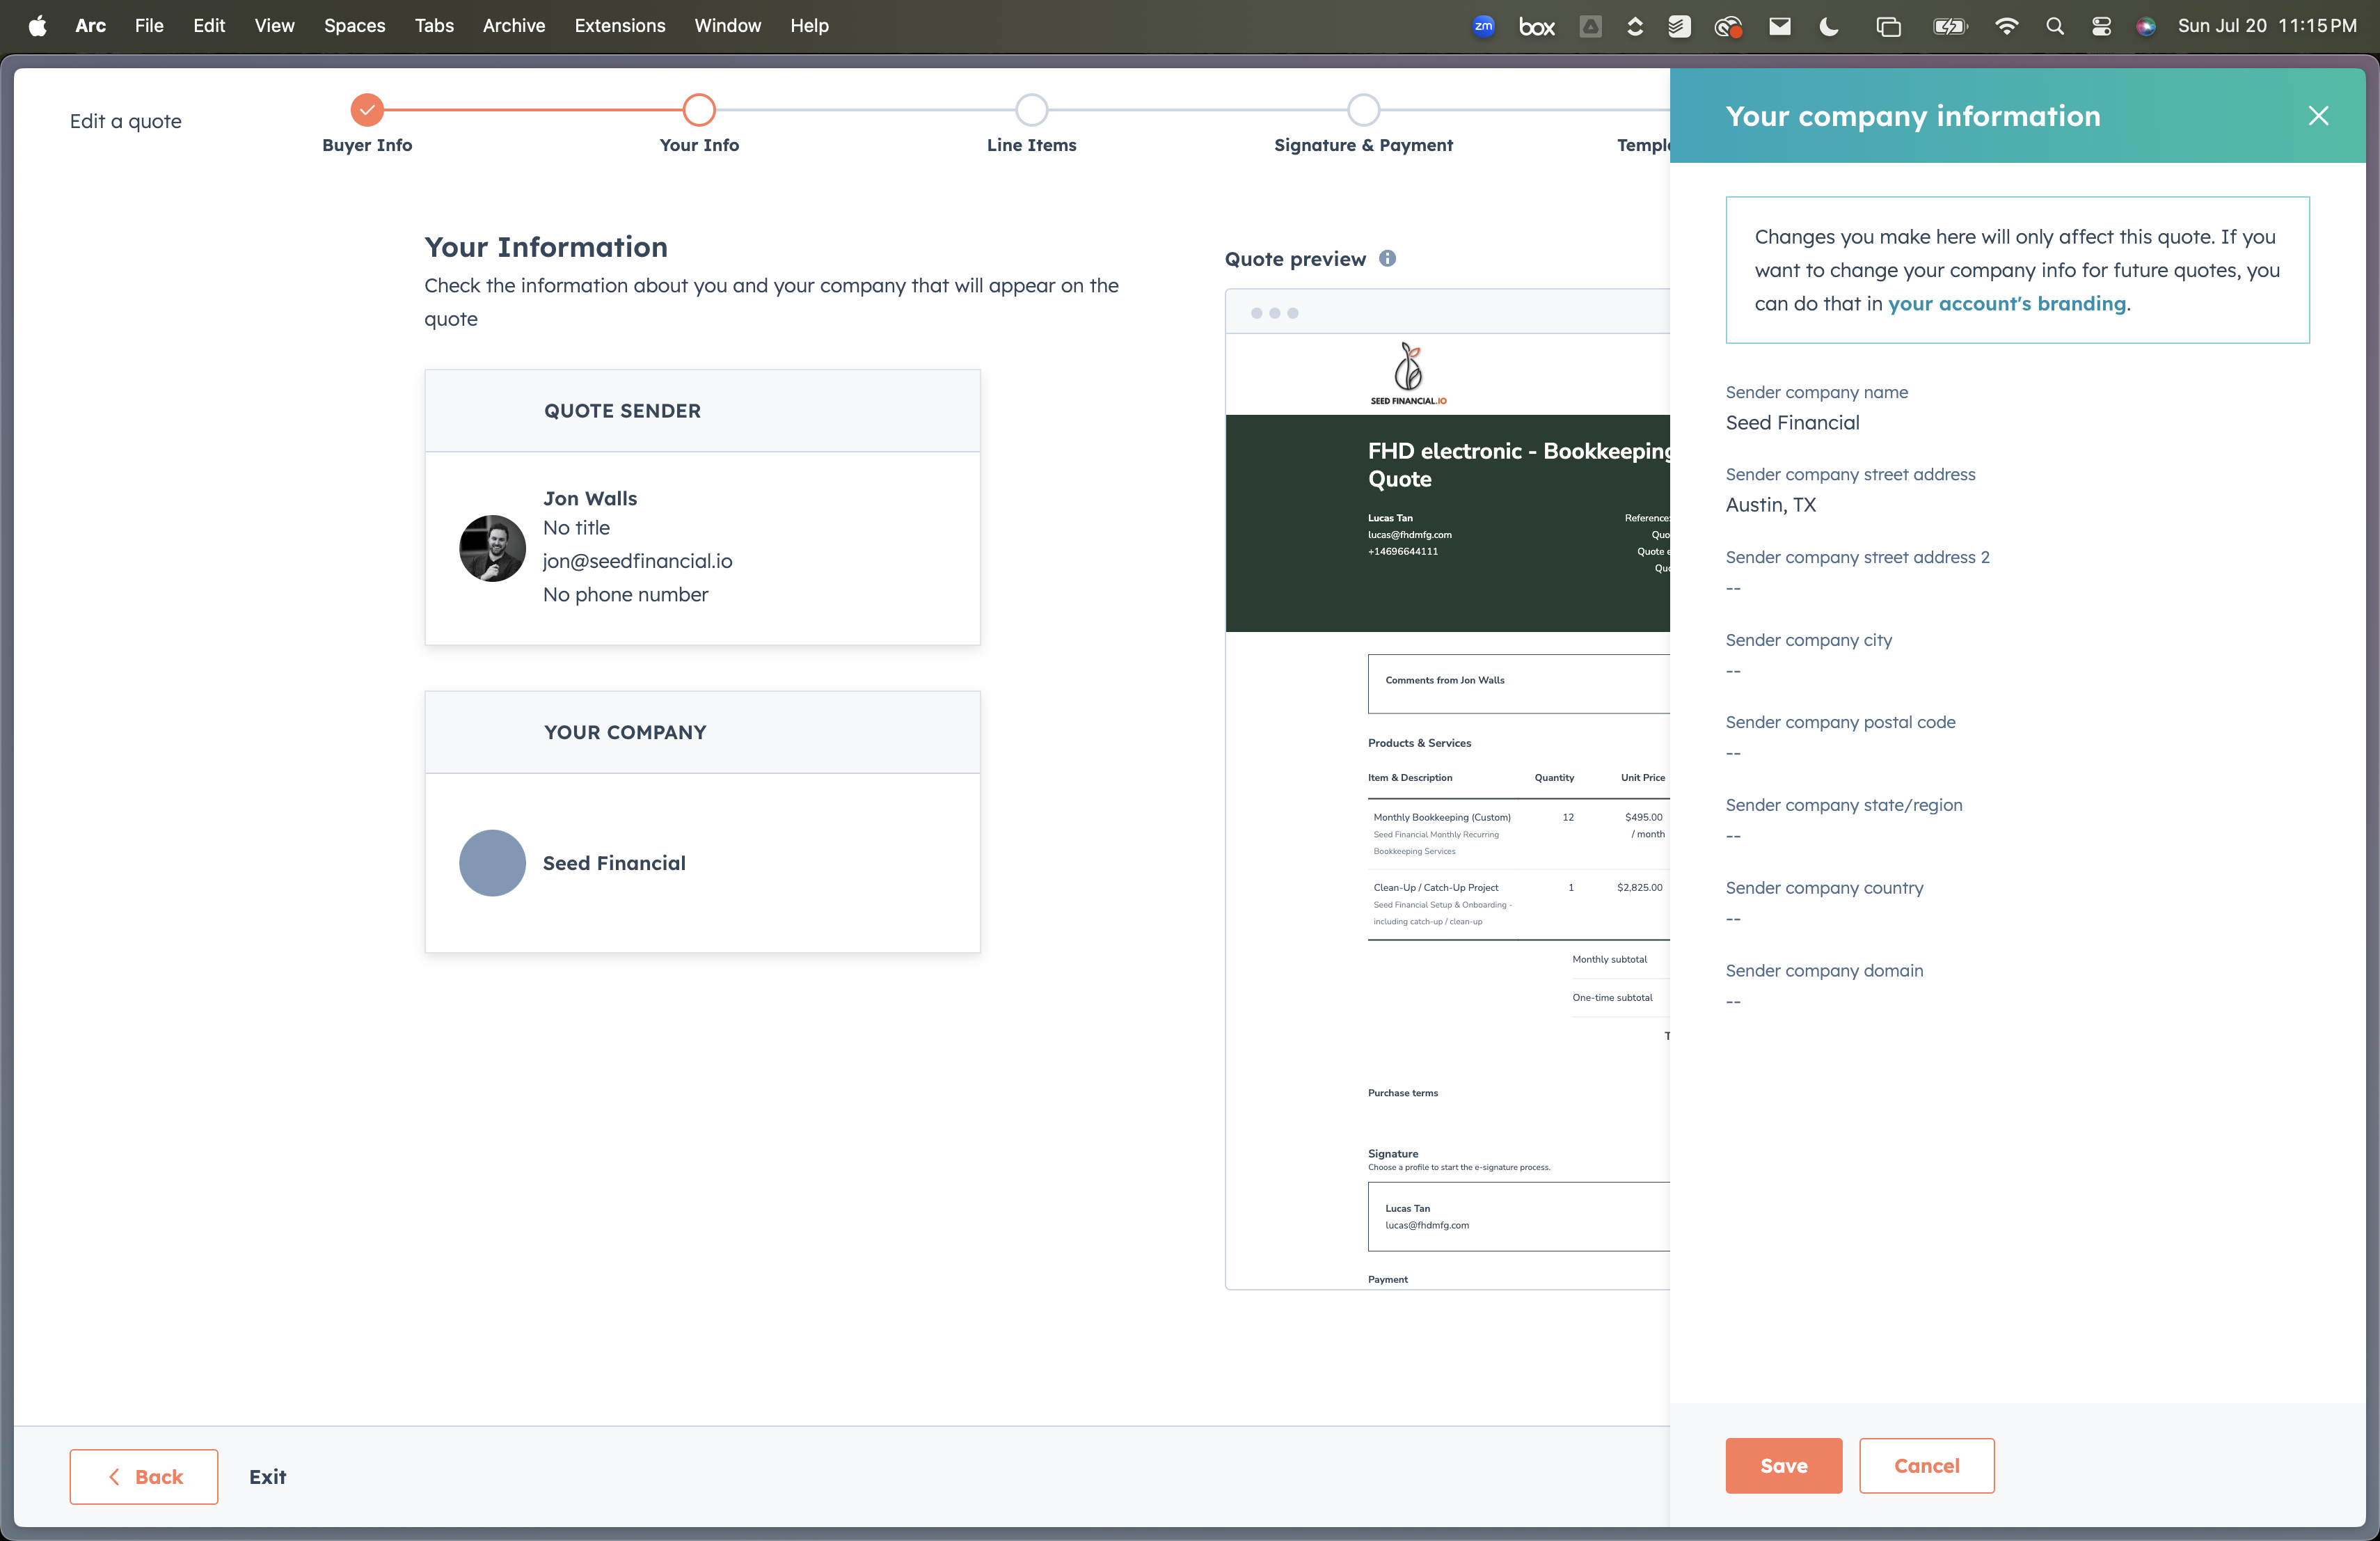 Arc File Edit View Spaces Tabs Archive Extensions Window Help
zm box Sun Jul 20 11:15 PM
Edit a quote
Buyer Info
Your Info
Line Items
Signature & Payment
Templ
Your Information
Check the information about you and your company that will appear on the
quote
QUOTE SENDER
Jon Walls
No title
jon@seedfinancial.io
No phone number
YOUR COMPANY
Seed Financial
Quote preview
SEED FINANCIAL.IO
FHD electronic - Bookkeeping
Quote
Lucas Tan
lucas@fhdmfg.com
+14696644111
Reference:
Quo
Quote e
Quo
Comments from Jon Walls
Products & Services
Item & Description Quantity Unit Price
Monthly Bookkeeping (Custom) 12 $495.00
Seed Financial Monthly Recurring / month
Bookkeeping Services
Clean-Up / Catch-Up Project 1 $2,825.00
Seed Financial Setup & Onboarding -
including catch-up / clean-up
Monthly subtotal
One-time subtotal
T
Purchase terms
Signature
Choose a profile to start the e-signature process.
Lucas Tan
lucas@fhdmfg.com
Payment
Back
Exit
Your company information
Changes you make here will only affect this quote. If you
want to change your company info for future quotes, you
can do that in your account's branding.
Sender company name
Seed Financial
Sender company street address
Austin, TX
Sender company street address 2
--
Sender company city
--
Sender company postal code
--
Sender company state/region
--
Sender company country
--
Sender company domain
--
Save
Cancel